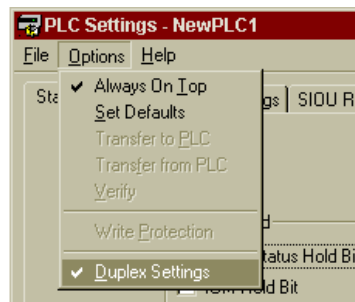 PLC Settings - NewPLC1
File Options Help
Always On Top
Set Defaults
Transfer to PLC
Transfer from PLC
Verify
Write Protection
Duplex Settings
Sta
gs SIOU R
d
tatus Hold Bi
Hold Bit